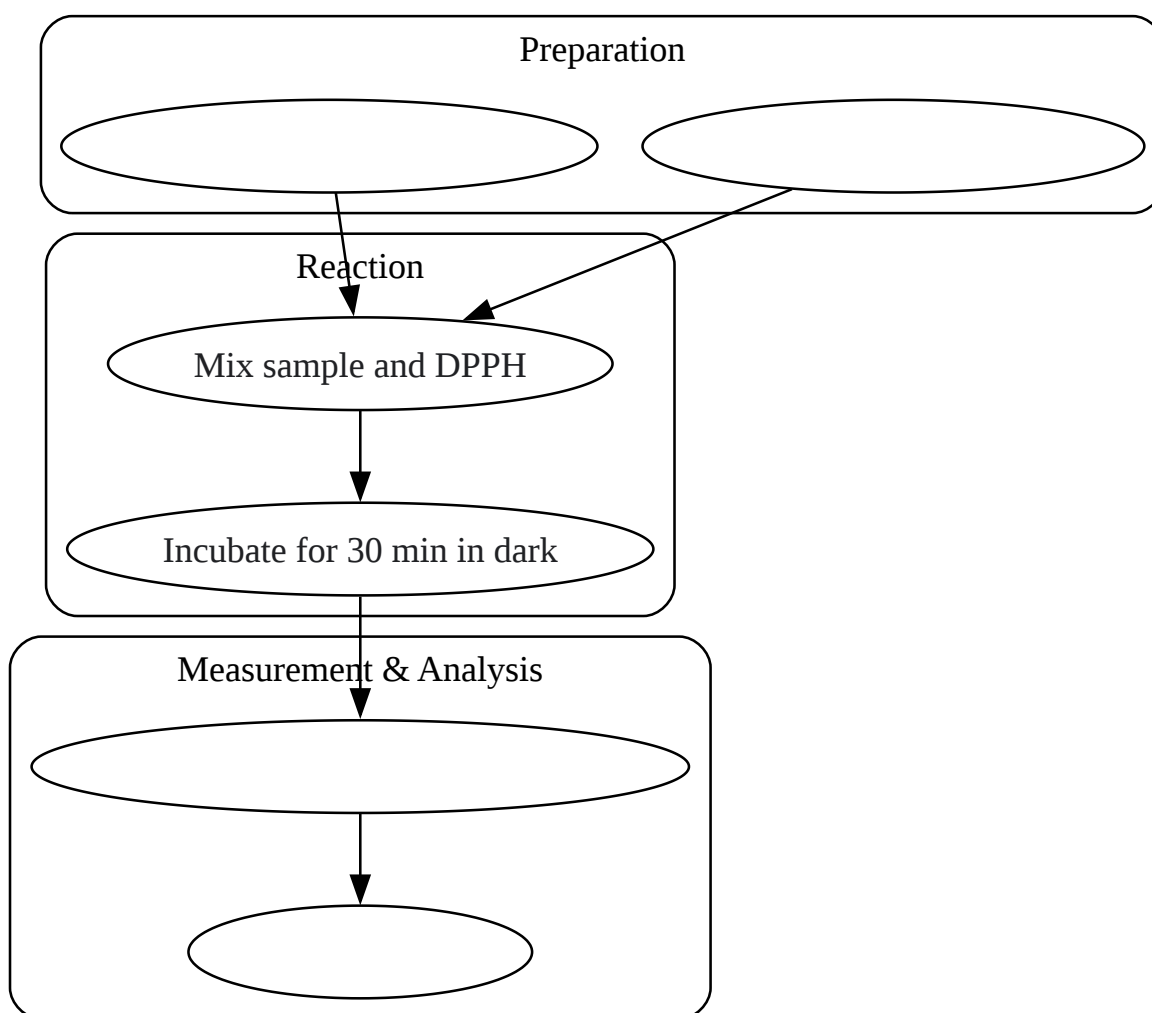 Preparation
Reaction
Mix sample and DPPH
Incubate for 30 min in dark
Measurement & Analysis